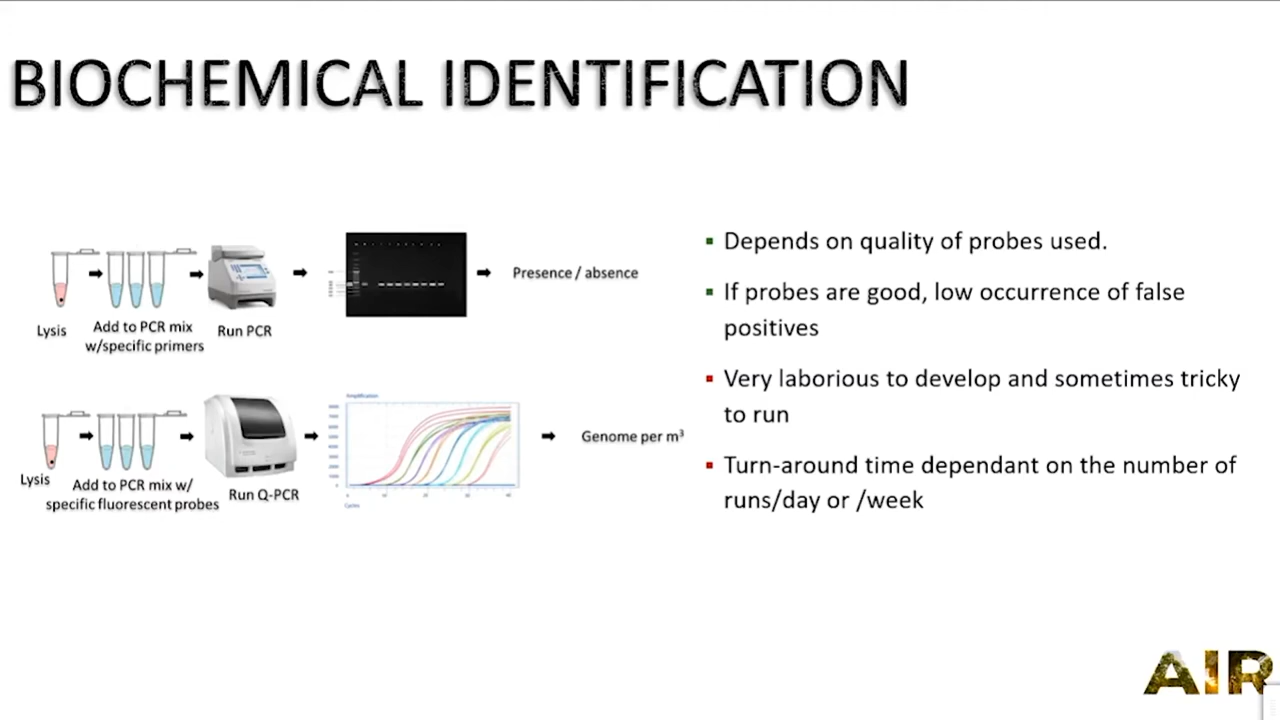 BIOCHEMICAL IDENTIFICATION
Lysis
Add to PCR mix
w/specific primers
Run PCR
Presence / absence
Lysis
Add to PCR mix w/
specific fluorescent probes
Run Q-PCR
Amplification
Cycles
Genome per m³
Depends on quality of probes used.
If probes are good, low occurrence of false
positives
Very laborious to develop and sometimes tricky
to run
Turn-around time dependant on the number of
runs/day or /week
AIR